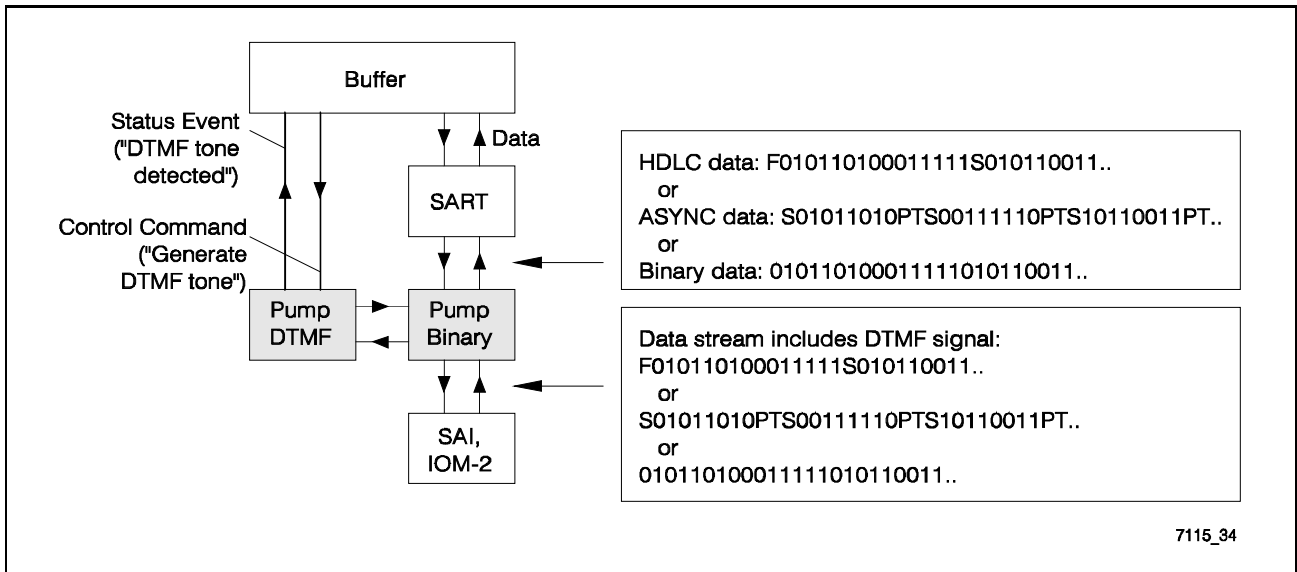 Buffer
Status Event
("DTMF tone
detected")
Data
SART
Control Command
("Generate
DTMF tone")
Pump
DTMF
Pump
Binary
SAI,
IOM-2
HDLC data: F010110100011111S010110011..
or
ASYNC data: S01011010PTS00111110PTS10110011PT..
or
Binary data: 010110100011111010110011..
Data stream includes DTMF signal:
F010110100011111S010110011..
or
S01011010PTS00111110PTS10110011PT..
or
010110100011111010110011..
7115_34